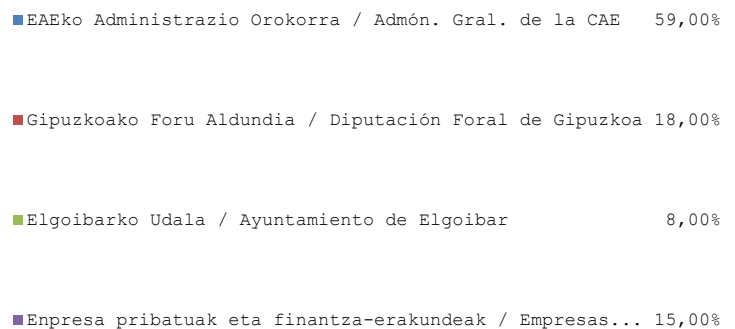 EAEko Administrazio Orokorra / Admón. Gral. de la CAE 59,00%
Gipuzkoako Foru Aldundia / Diputación Foral de Gipuzkoa 18,00%
Elgoibarko Udala / Ayuntamiento de Elgoibar 8,00%
Enpresa pribatuak eta finantza-erakundeak / Empresas... 15,00%